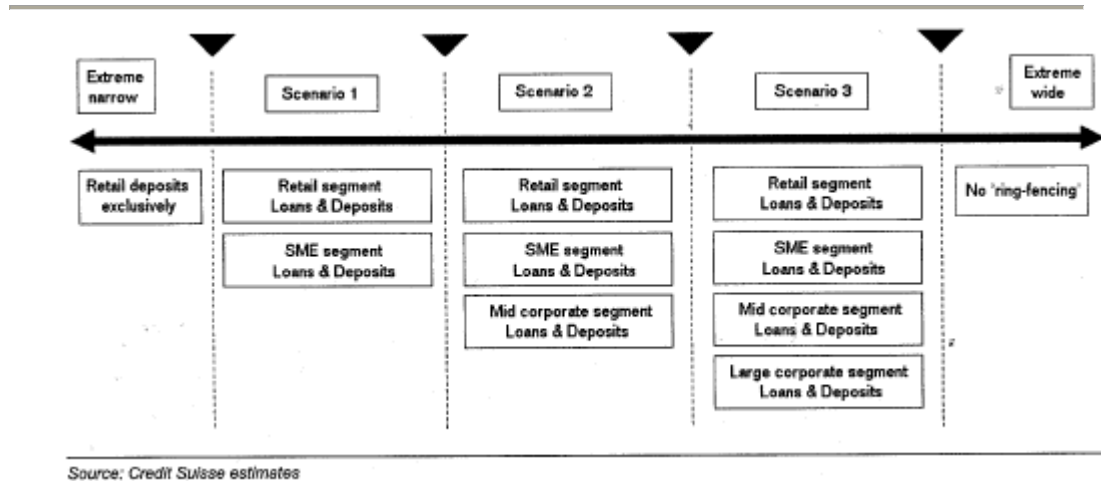 Extreme
narrow
Scenario 1
Scenario 2
Scenario 3
Extreme
wide
Retail deposits
exclusively
Retail segment
Loans & Deposits
SME segment
Loans & Deposits
Retail segment
Loans & Deposits
SME segment
Loans & Deposits
Mid corporate segment
Loans & Deposits
Retail segment
Loans & Deposits
SME segment
Loans & Deposits
Mid corporate segment
Loans & Deposits
Large corporate segment
Loans & Deposits
No 'ring-fencing'
Source: Credit Suisse estimates